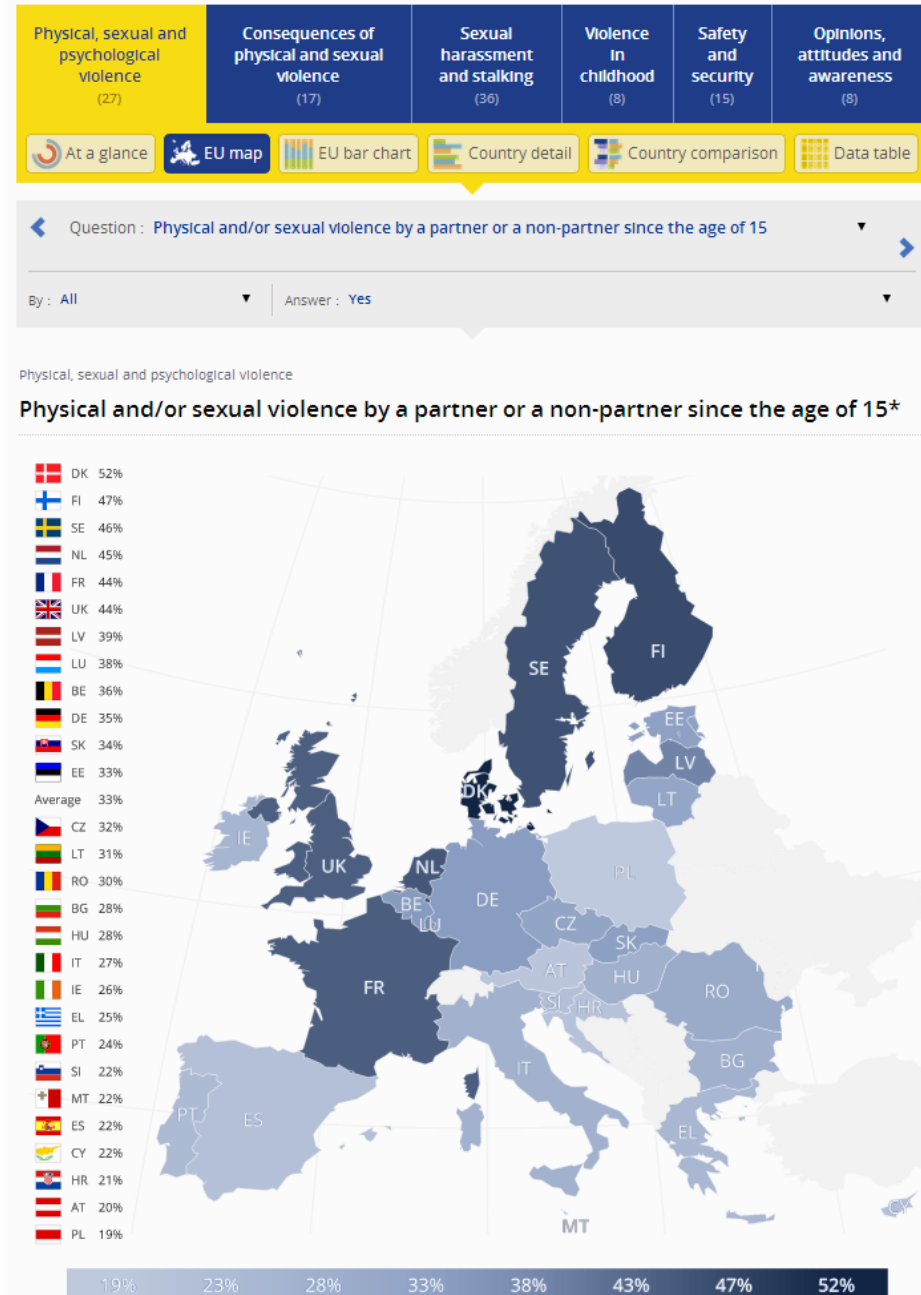 Physical, sexual and
psychological
violence
(27)
Consequences of
physical and sexual
violence
(17)
Sexual
harassment
and stalking
(36)
Violence
in
childhood
(8)
Safety
and
security
(15)
Opinions,
attitudes and
awareness
(8)
At a glance
EU map
EU bar chart
Country detail
Country comparison
Data table
Question : Physical and/or sexual violence by a partner or a non-partner since the age of 15
By : All
Answer : Yes
Physical, sexual and psychological violence
Physical and/or sexual violence by a partner or a non-partner since the age of 15*
DK 52%
FI 47%
SE 46%
NL 45%
FR 44%
UK 44%
LV 39%
LU 38%
BE 36%
DE 35%
SK 34%
EE 33%
Average 33%
CZ 32%
LT 31%
RO 30%
BG 28%
HU 28%
IT 27%
IE 26%
EL 25%
PT 24%
SI 22%
MT 22%
ES 22%
CY 22%
HR 21%
AT 20%
PL 19%
FI
SE
EE
LV
LT
DK
IE
UK
NL
PL
BE
DE
LU
CZ
SK
AT
HU
FR
SI
HR
RO
IT
BG
PT
ES
EL
CY
MT
19% 23% 28% 33% 38% 43% 47% 52%